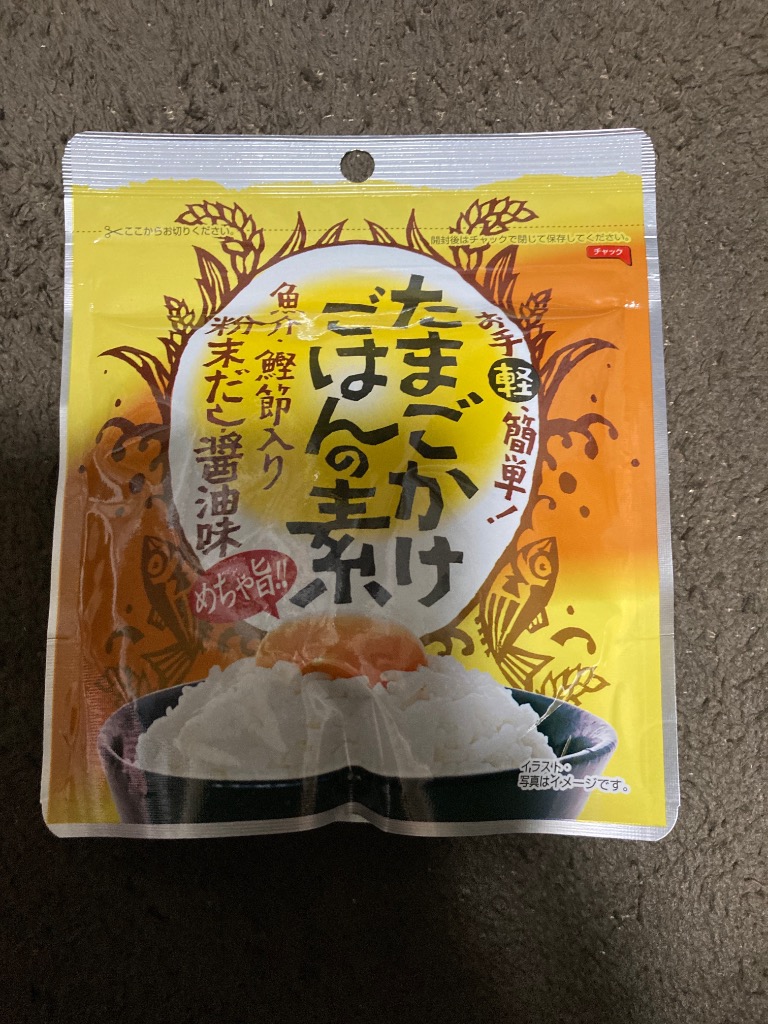 ここからお切りください。
開封後はチャックで閉じて保存してください。
チャック
お手軽・簡単！
たまごかけ
ごはんの素
魚介・鰹節入り
粉末だし醤油味
めちゃ旨!!
イラスト・
写真はイメージです。